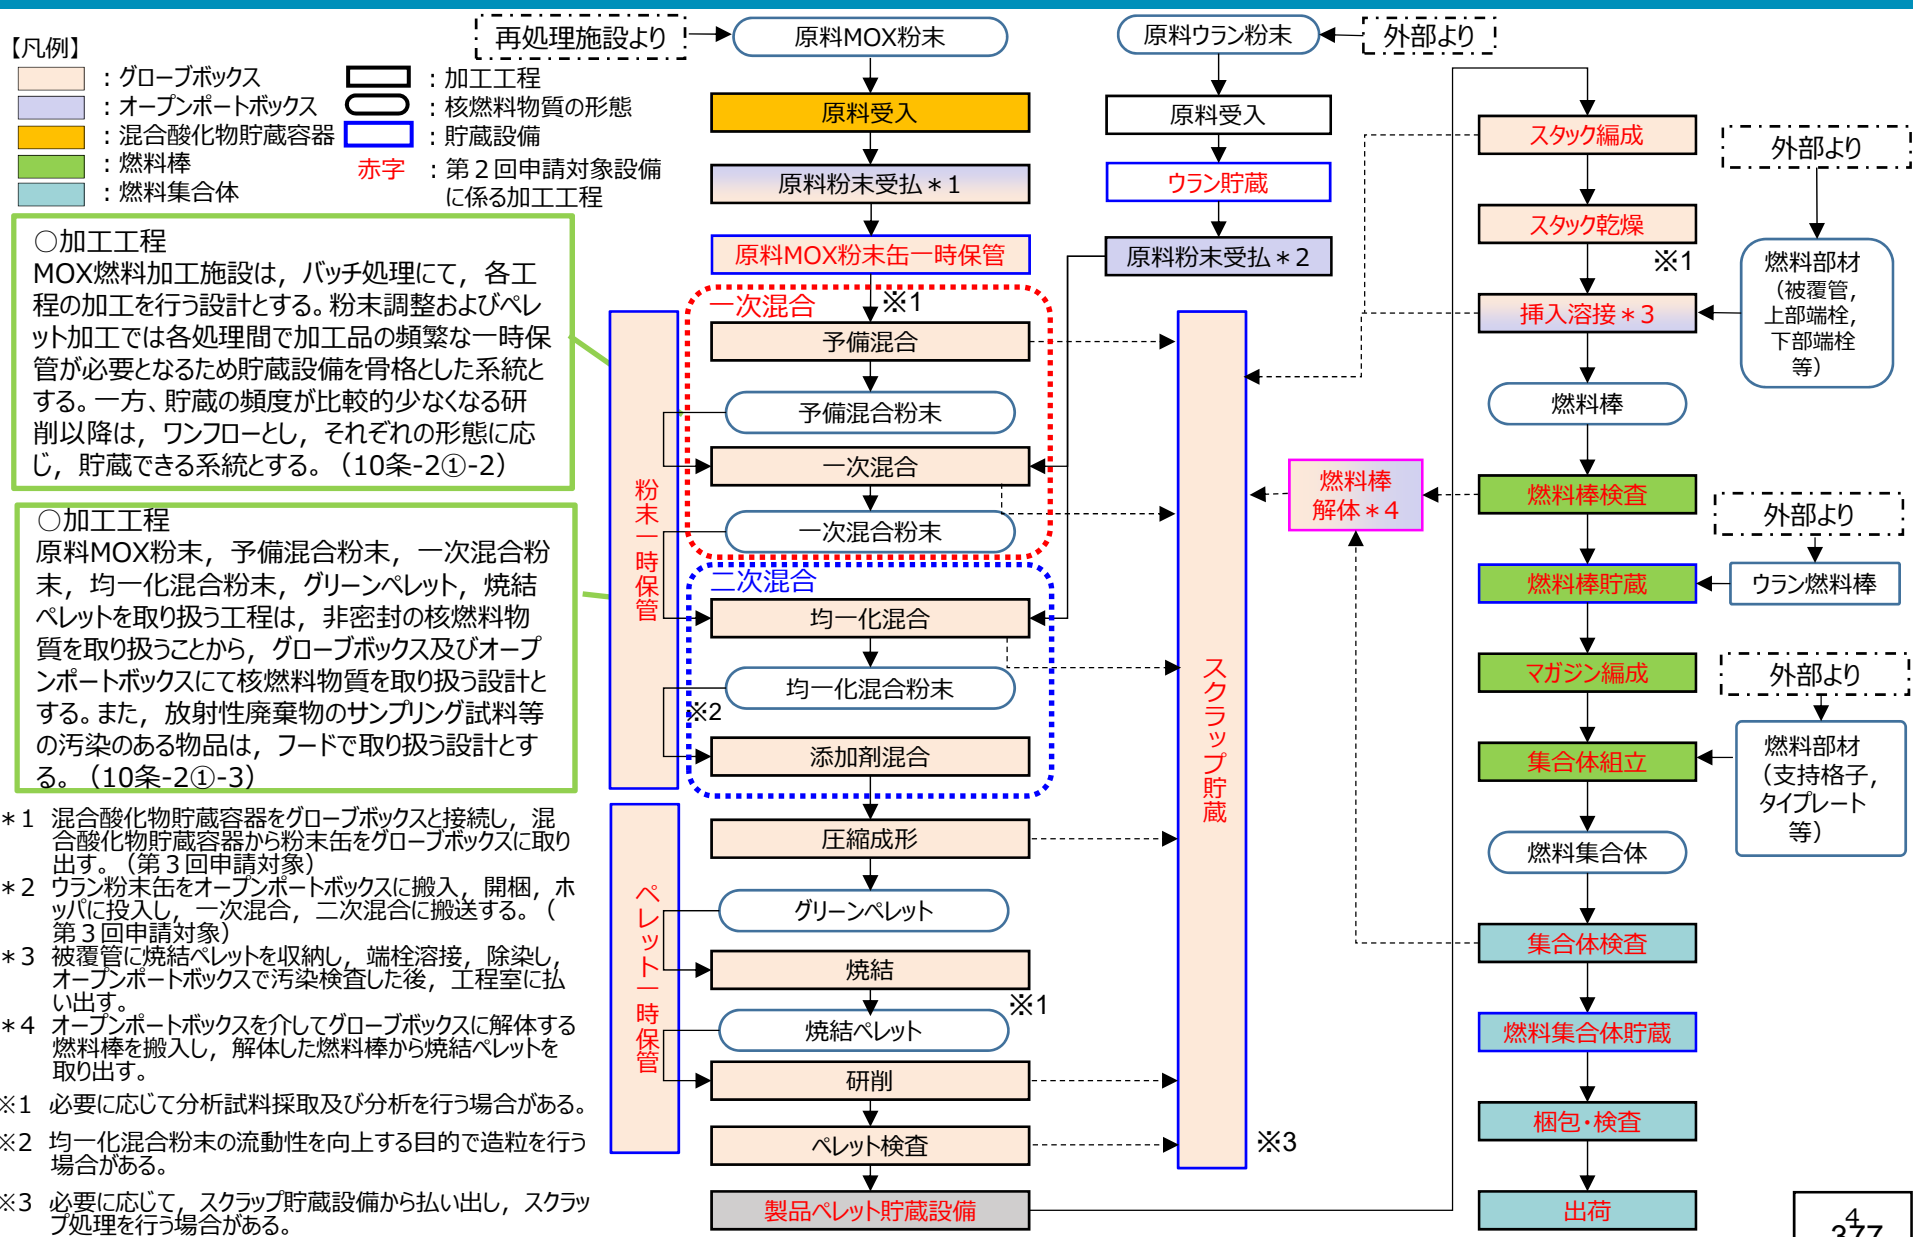 【凡例】
：グローブボックス
：オープンポートボックス
：混合酸化物貯蔵容器
：燃料棒
：燃料集合体
：加工工程
：核燃料物質の形態
：貯蔵設備
赤字 ：第２回申請対象設備
に係る加工工程
○加工工程
MOX燃料加工施設は，バッチ処理にて，各工
程の加工を行う設計とする。粉末調整およびペレ
ット加工では各処理間で加工品の頻繁な一時保
管が必要となるため貯蔵設備を骨格とした系統と
する。一方、貯蔵の頻度が比較的少なくなる研
削以降は，ワンフローとし，それぞれの形態に応
じ，貯蔵できる系統とする。（10条-2①-2）
○加工工程
原料MOX粉末，予備混合粉末，一次混合粉
末，均一化混合粉末，グリーンペレット，焼結
ペレットを取り扱う工程は，非密封の核燃料物
質を取り扱うことから，グローブボックス及びオープ
ンポートボックスにて核燃料物質を取り扱う設計と
する。また，放射性廃棄物のサンプリング試料等
の汚染のある物品は，フードで取り扱う設計とす
る。（10条-2①-3）
＊1 混合酸化物貯蔵容器をグローブボックスと接続し，混
合酸化物貯蔵容器から粉末缶をグローブボックスに取り
出す。（第３回申請対象）
＊2 ウラン粉末缶をオープンポートボックスに搬入，開梱，ホ
ッパに投入し，一次混合，二次混合に搬送する。（
第３回申請対象）
＊3 被覆管に焼結ペレットを収納し，端栓溶接，除染し，
オープンポートボックスで汚染検査した後，工程室に払
い出す。
＊4 オープンポートボックスを介してグローブボックスに解体する
燃料棒を搬入し，解体した燃料棒から焼結ペレットを
取り出す。
※1 必要に応じて分析試料採取及び分析を行う場合がある。
※2 均一化混合粉末の流動性を向上する目的で造粒を行う
場合がある。
※3 必要に応じて，スクラップ貯蔵設備から払い出し，スクラッ
プ処理を行う場合がある。
再処理施設より
原料MOX粉末
原料受入
原料粉末受払＊1
原料MOX粉末缶一時保管
一次混合
※1
予備混合
予備混合粉末
一次混合
一次混合粉末
二次混合
均一化混合
均一化混合粉末
※2
添加剤混合
圧縮成形
グリーンペレット
焼結
※1
焼結ペレット
研削
ペレット検査
製品ペレット貯蔵設備
粉末一時保管
ペレット一時保管
原料ウラン粉末
外部より
原料受入
ウラン貯蔵
原料粉末受払＊2
スクラップ貯蔵
※3
燃料棒
解体＊4
スタック編成
スタック乾燥
※1
挿入溶接＊3
燃料棒
燃料棒検査
燃料棒貯蔵
マガジン編成
集合体組立
燃料集合体
集合体検査
燃料集合体貯蔵
梱包・検査
出荷
外部より
燃料部材
（被覆管，
上部端栓，
下部端栓
等）
外部より
ウラン燃料棒
外部より
燃料部材
（支持格子，
タイプレート
等）
4
377